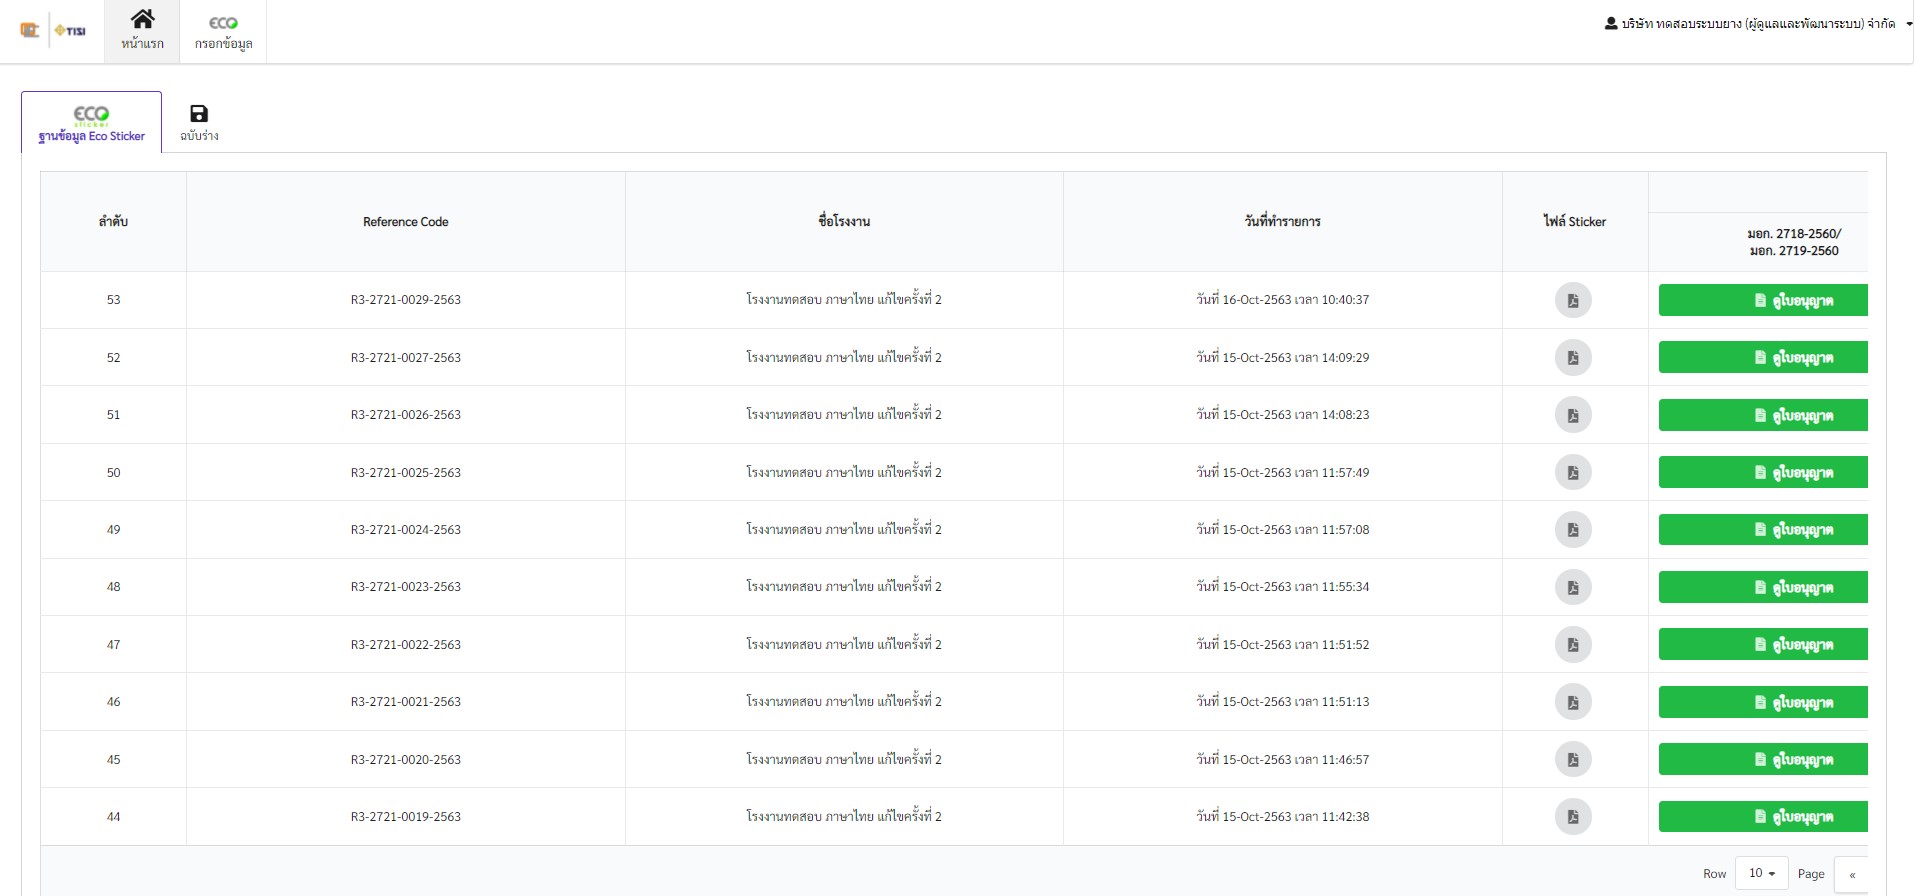 TISI
หน้าแรก
ECO
กรอกข้อมูล
บริษัท ทดสอบระบบยาง (ผู้ดูแลและพัฒนาระบบ) จำกัด
ECO
sticker
ฐานข้อมูล Eco Sticker
ฉบับร่าง
ลำดับ Reference Code ชื่อโรงงาน วันที่ทำรายการ ไฟล์ Sticker
มอก. 2718-2560/
มอก. 2719-2560
53 R3-2721-0029-2563 โรงงานทดสอบ ภาษาไทย แก้ไขครั้งที่ 2 วันที่ 16-Oct-2563 เวลา 10:40:37 ดูใบอนุญาต
52 R3-2721-0027-2563 โรงงานทดสอบ ภาษาไทย แก้ไขครั้งที่ 2 วันที่ 15-Oct-2563 เวลา 14:09:29 ดูใบอนุญาต
51 R3-2721-0026-2563 โรงงานทดสอบ ภาษาไทย แก้ไขครั้งที่ 2 วันที่ 15-Oct-2563 เวลา 14:08:23 ดูใบอนุญาต
50 R3-2721-0025-2563 โรงงานทดสอบ ภาษาไทย แก้ไขครั้งที่ 2 วันที่ 15-Oct-2563 เวลา 11:57:49 ดูใบอนุญาต
49 R3-2721-0024-2563 โรงงานทดสอบ ภาษาไทย แก้ไขครั้งที่ 2 วันที่ 15-Oct-2563 เวลา 11:57:08 ดูใบอนุญาต
48 R3-2721-0023-2563 โรงงานทดสอบ ภาษาไทย แก้ไขครั้งที่ 2 วันที่ 15-Oct-2563 เวลา 11:55:34 ดูใบอนุญาต
47 R3-2721-0022-2563 โรงงานทดสอบ ภาษาไทย แก้ไขครั้งที่ 2 วันที่ 15-Oct-2563 เวลา 11:51:52 ดูใบอนุญาต
46 R3-2721-0021-2563 โรงงานทดสอบ ภาษาไทย แก้ไขครั้งที่ 2 วันที่ 15-Oct-2563 เวลา 11:51:13 ดูใบอนุญาต
45 R3-2721-0020-2563 โรงงานทดสอบ ภาษาไทย แก้ไขครั้งที่ 2 วันที่ 15-Oct-2563 เวลา 11:46:57 ดูใบอนุญาต
44 R3-2721-0019-2563 โรงงานทดสอบ ภาษาไทย แก้ไขครั้งที่ 2 วันที่ 15-Oct-2563 เวลา 11:42:38 ดูใบอนุญาต
Row 10 Page «